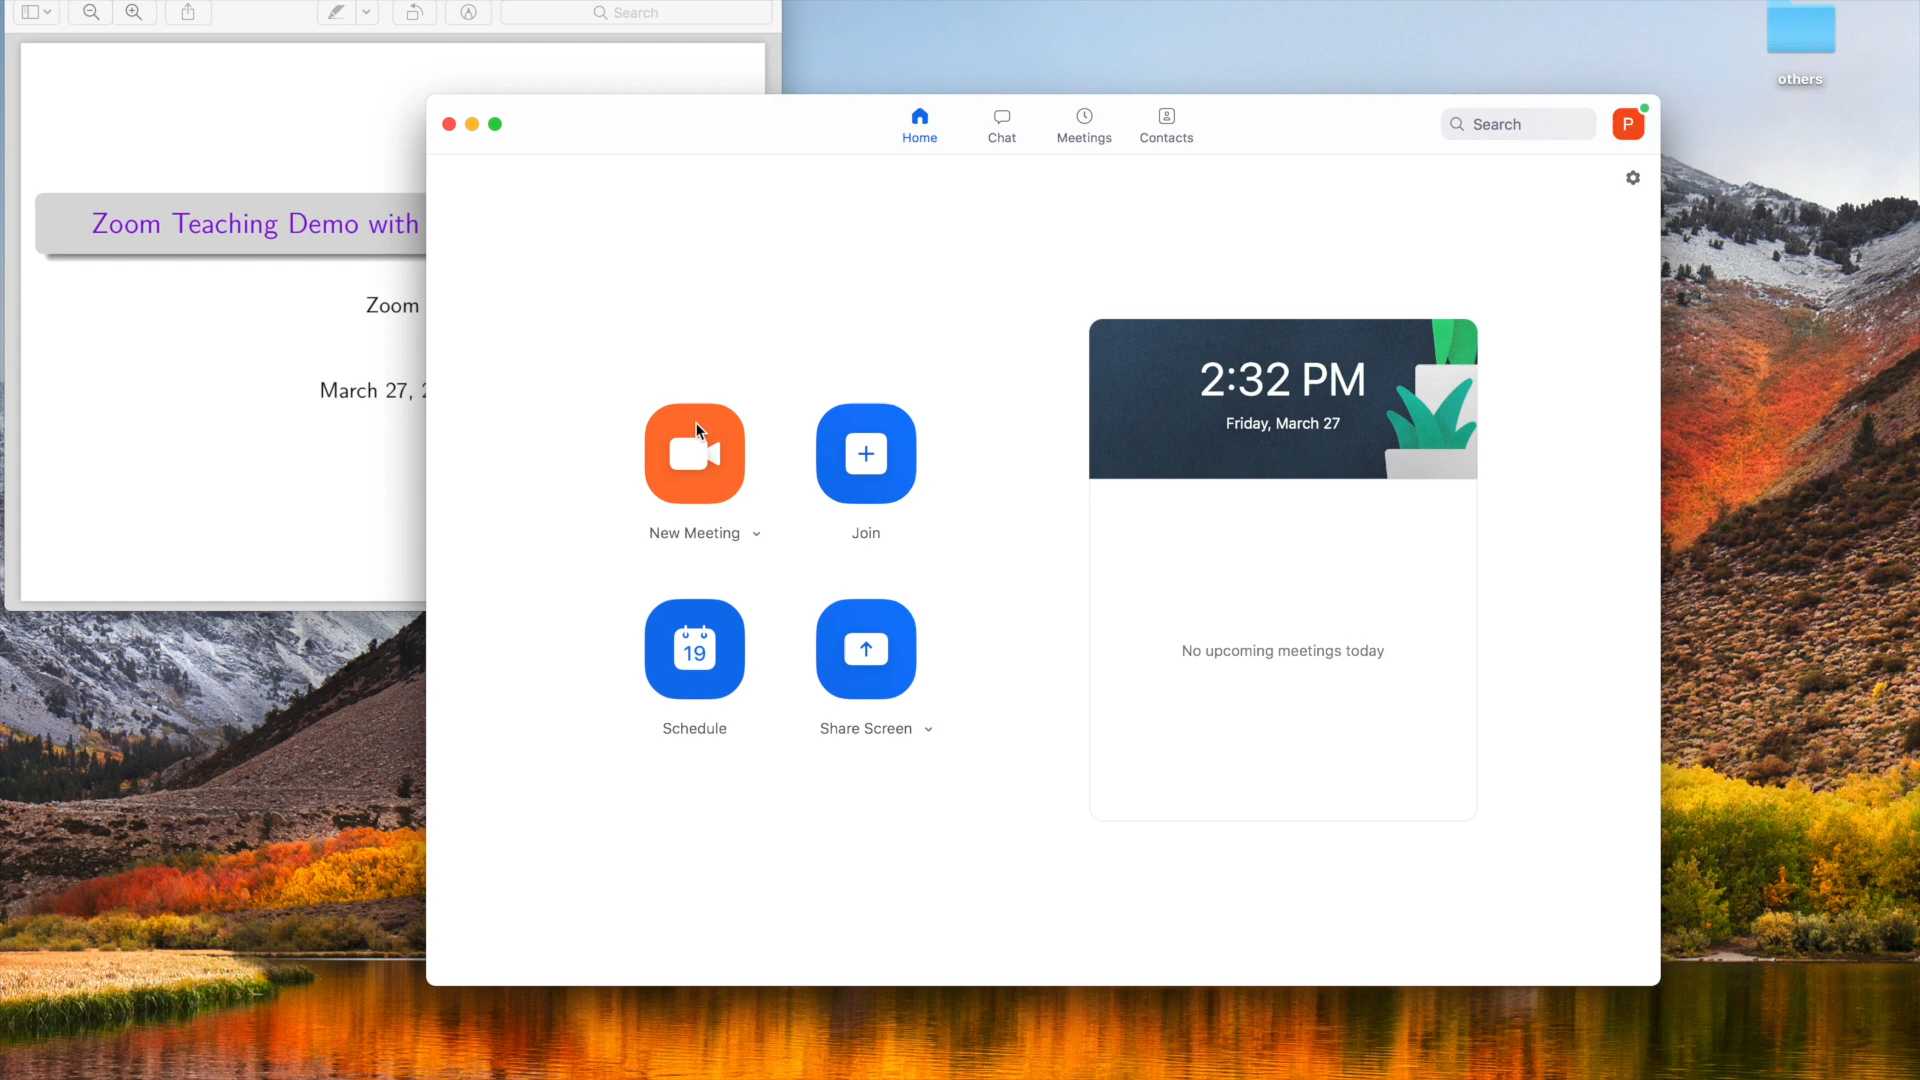 Search
others
Zoom Teaching Demo with
Zoom
March 27,
Home
Chat
Meetings
Contacts
Search
P
2:32 PM
Friday, March 27
New Meeting
Join
19
Schedule
Share Screen
No upcoming meetings today